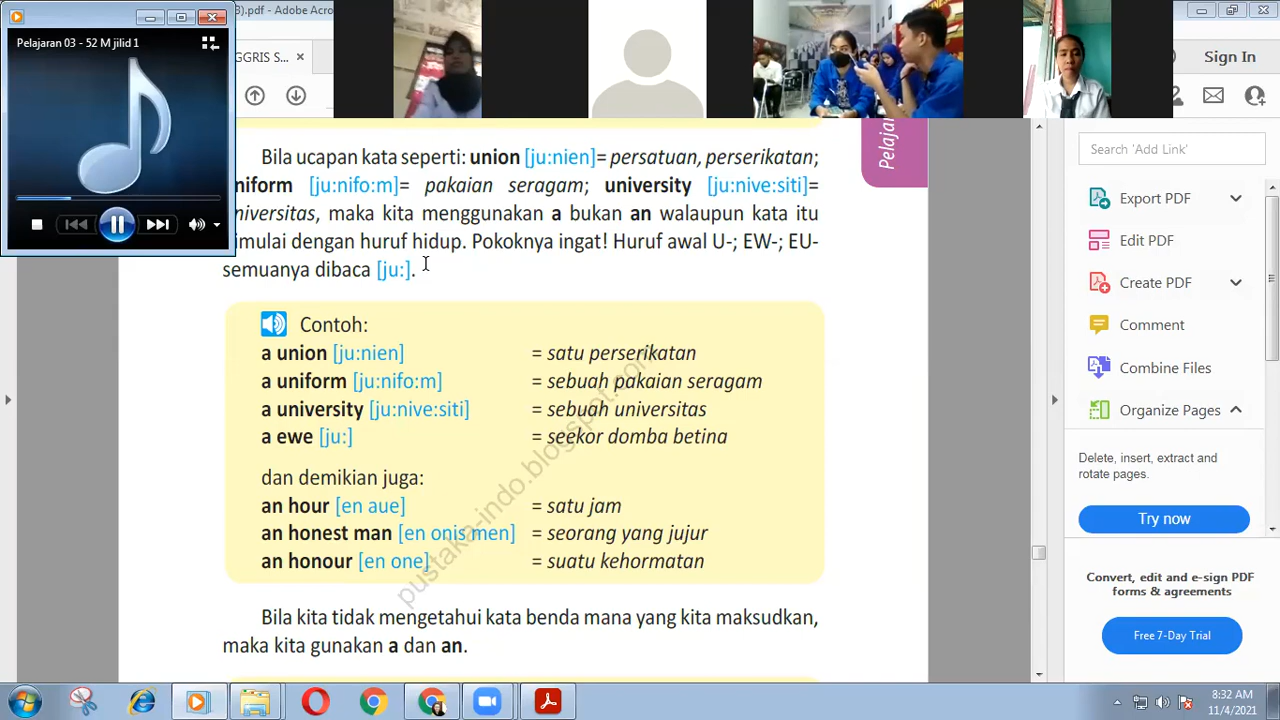 3).pdf - Adobe Acro
Pelajaran 03 - 52 M jilid 1
GGRIS S...
Sign In
Bila ucapan kata seperti: union [ju:nien]= persatuan, perserikatan;
niform [ju:nifo:m]= pakaian seragam; university [ju:nive:siti]=
niversitas, maka kita menggunakan a bukan an walaupun kata itu
imulai dengan huruf hidup. Pokoknya ingat! Huruf awal U-; EW-; EU-
semuanya dibaca [ju:].
Pelajar
Contoh:
a union [ju:nien] = satu perserikatan
a uniform [ju:nifo:m] = sebuah pakaian seragam
a university [ju:nive:siti] = sebuah universitas
a ewe [ju:] = seekor domba betina
dan demikian juga:
an hour [en aue] = satu jam
an honest man [en onis men] = seorang yang jujur
an honour [en one] = suatu kehormatan
pustaka-indo.blogspot.com
Bila kita tidak mengetahui kata benda mana yang kita maksudkan,
maka kita gunakan a dan an.
Search 'Add Link'
Export PDF
Edit PDF
Create PDF
Comment
Combine Files
Organize Pages
Delete, insert, extract and
rotate pages.
Try now
Convert, edit and e-sign PDF
forms & agreements
Free 7-Day Trial
8:32 AM
11/4/2021